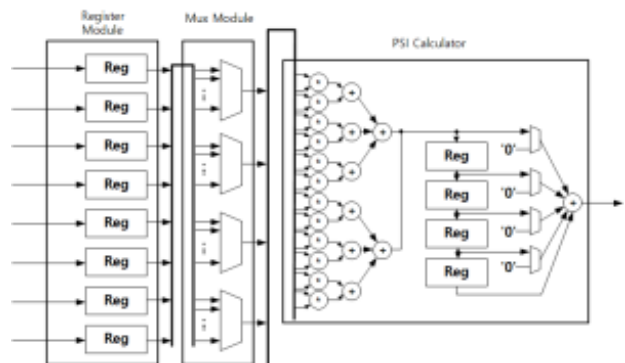 Register
Module
Mux Module
PSI Calculator
Reg
Reg
Reg
Reg
Reg
Reg
Reg
Reg
Reg
Reg
Reg
Reg
'0'
'0'
'0'
'0'
+
+
+
+
+
+
+
+
+